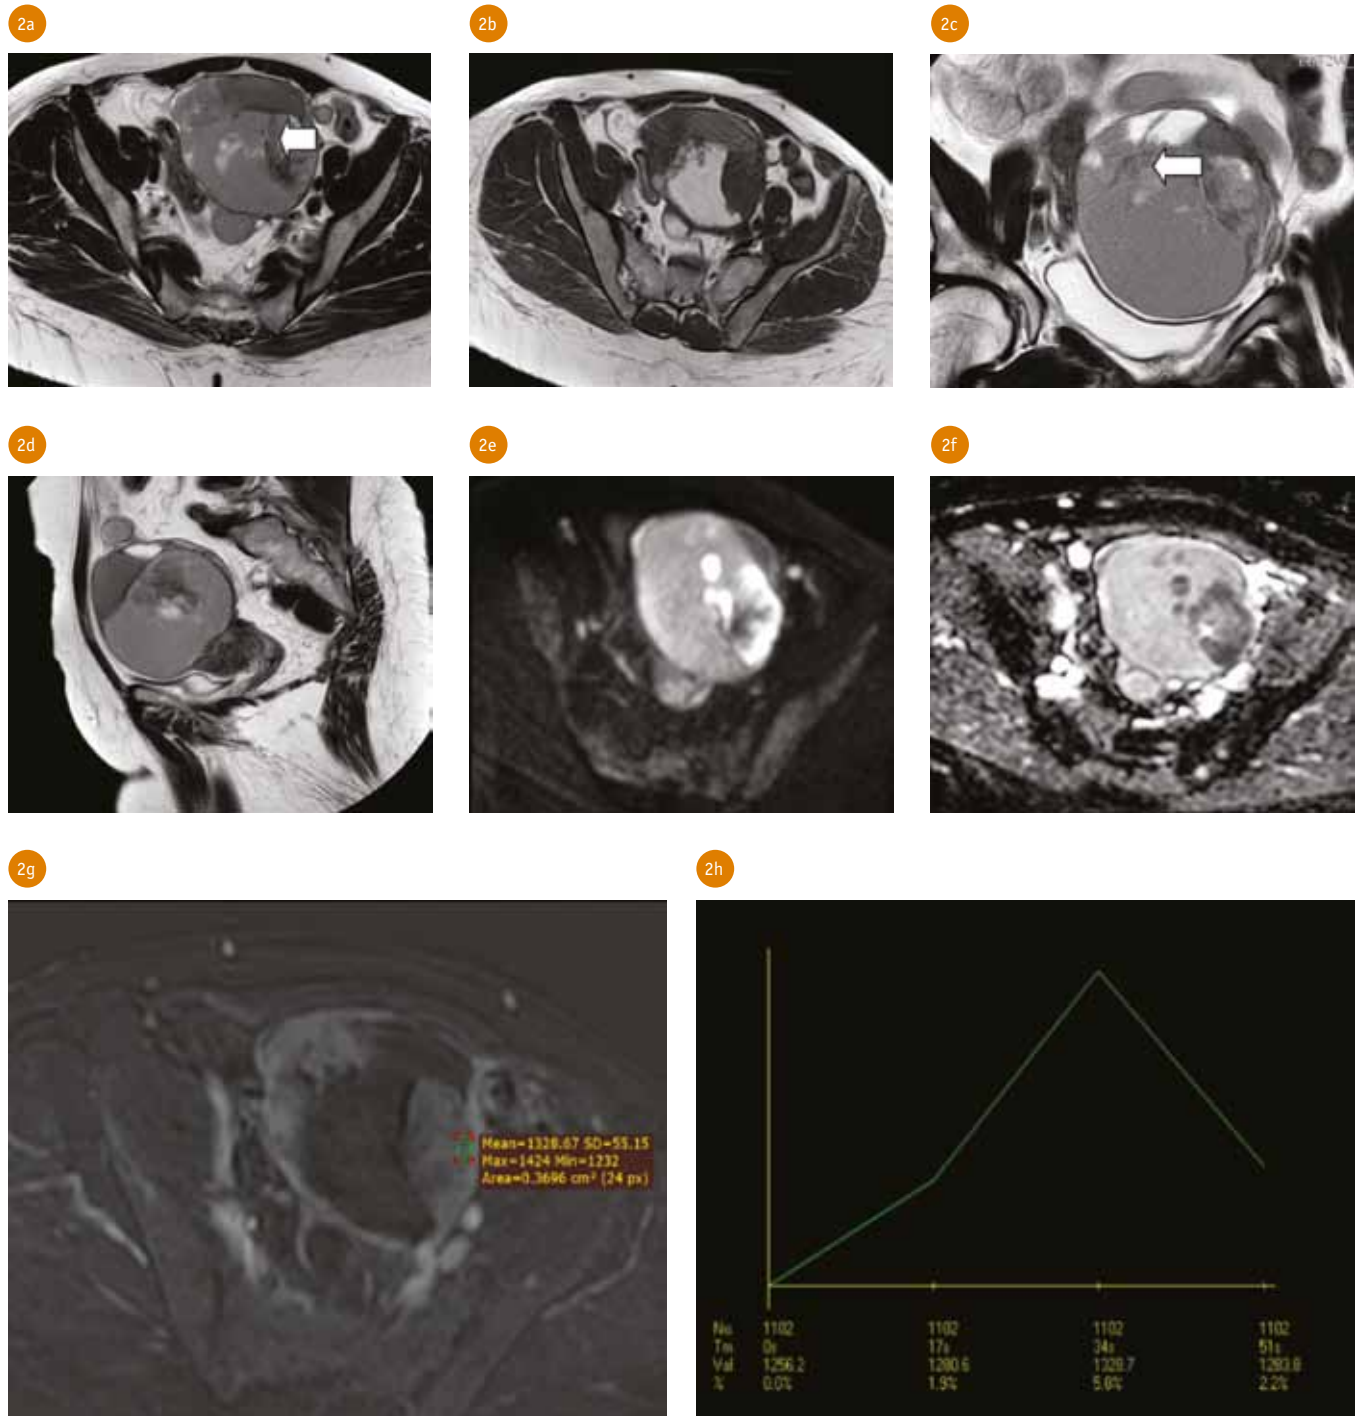 2a
2b
2c
2d
2e
2f
2g
2h
Mean=1328.67 SD=55.15
Max=1424 Min=1232
Area=0.3696 cm² (24 px)
No 1102 1102 1102 1102
Tm 0s 17s 34s 51s
Val 1256.2 1280.6 1328.7 1283.8
% 0.0% 1.9% 5.8% 2.2%